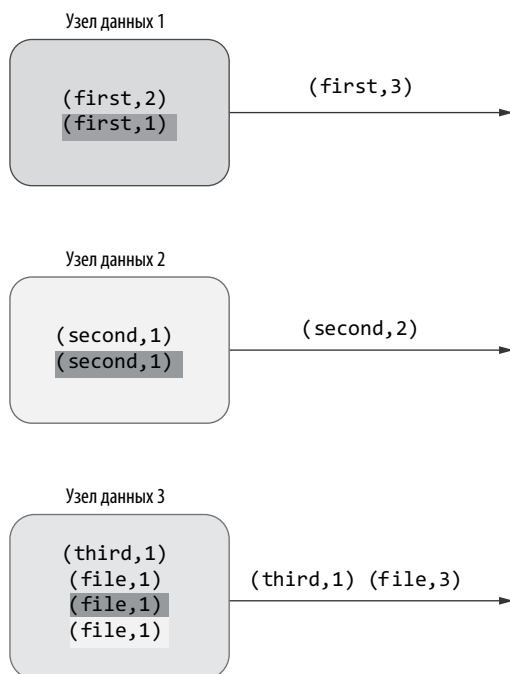 Узел данных 1
(first,2)
(first,1)
(first,3)
Узел данных 2
(second,1)
(second,1)
(second,2)
Узел данных 3
(third,1)
(file,1)
(file,1)
(file,1)
(third,1) (file,3)